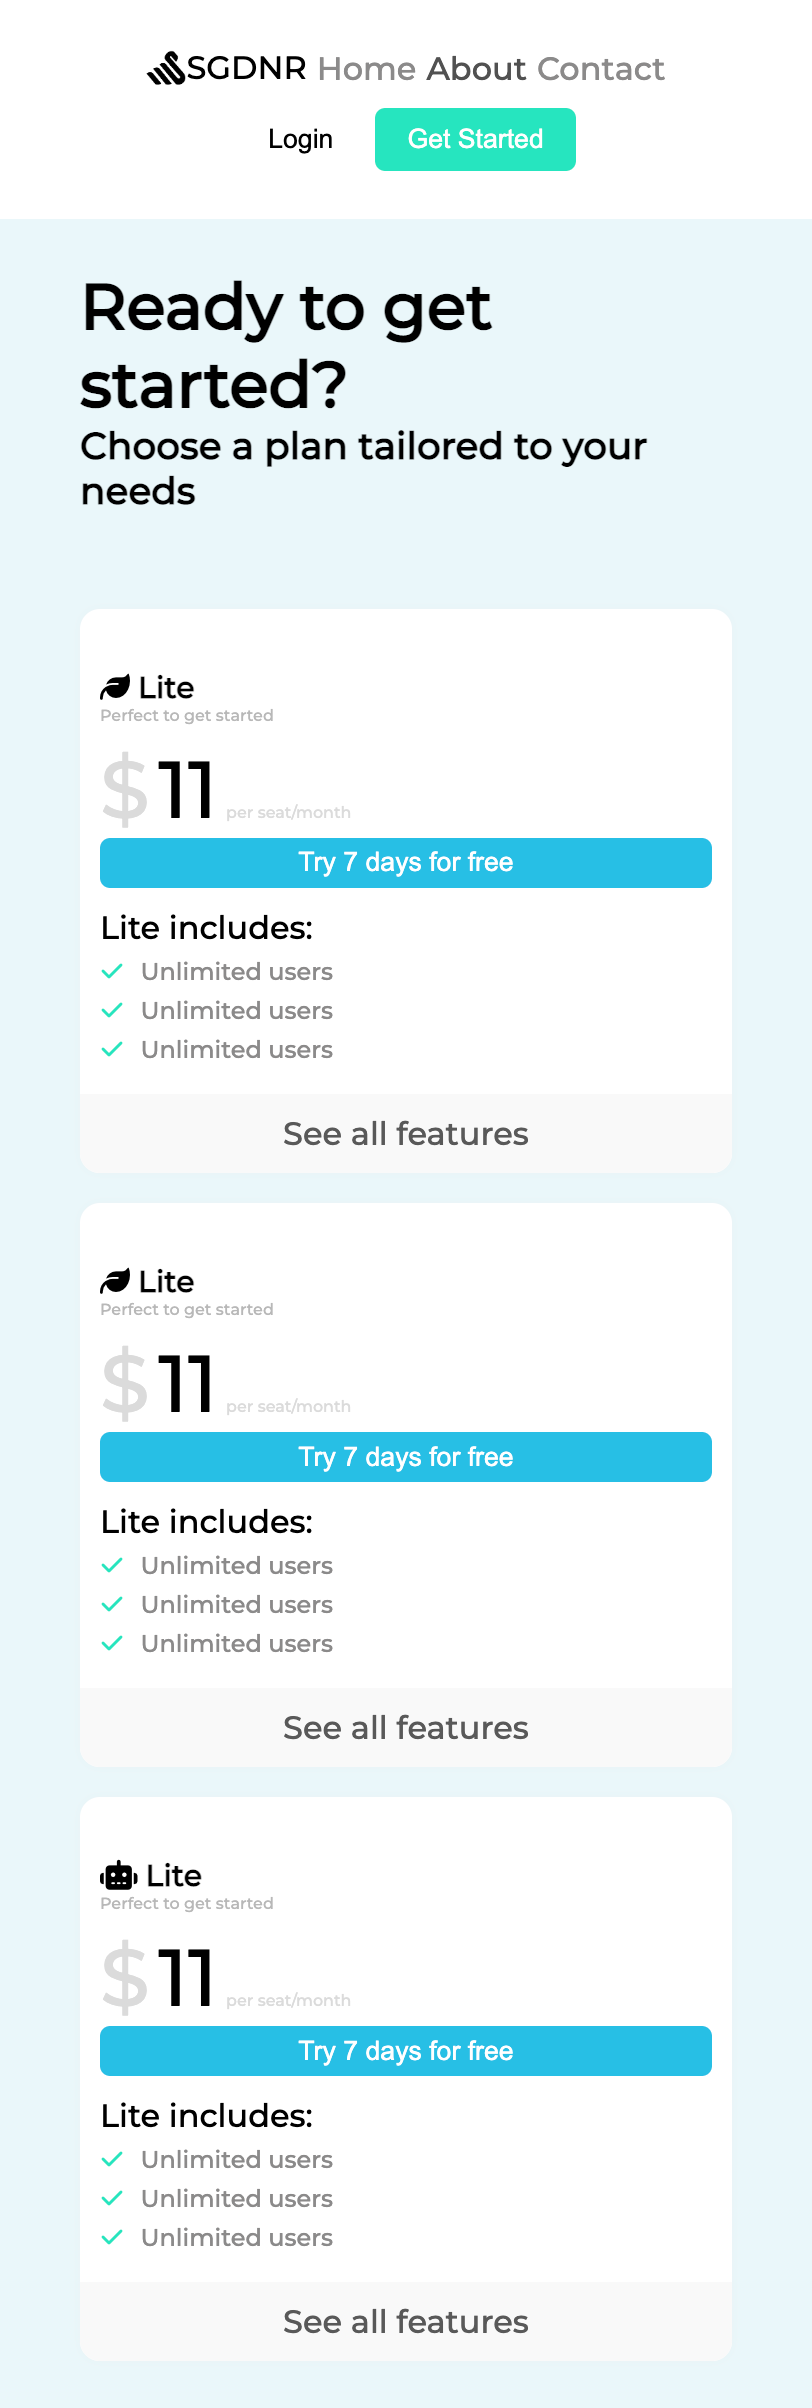 SGDNR Home About Contact
Login Get Started
Ready to get
started?
Choose a plan tailored to your
needs
Lite
Perfect to get started
$11 per seat/month
Try 7 days for free
Lite includes:
Unlimited users
Unlimited users
Unlimited users
See all features
Lite
Perfect to get started
$11 per seat/month
Try 7 days for free
Lite includes:
Unlimited users
Unlimited users
Unlimited users
See all features
Lite
Perfect to get started
$11 per seat/month
Try 7 days for free
Lite includes:
Unlimited users
Unlimited users
Unlimited users
See all features